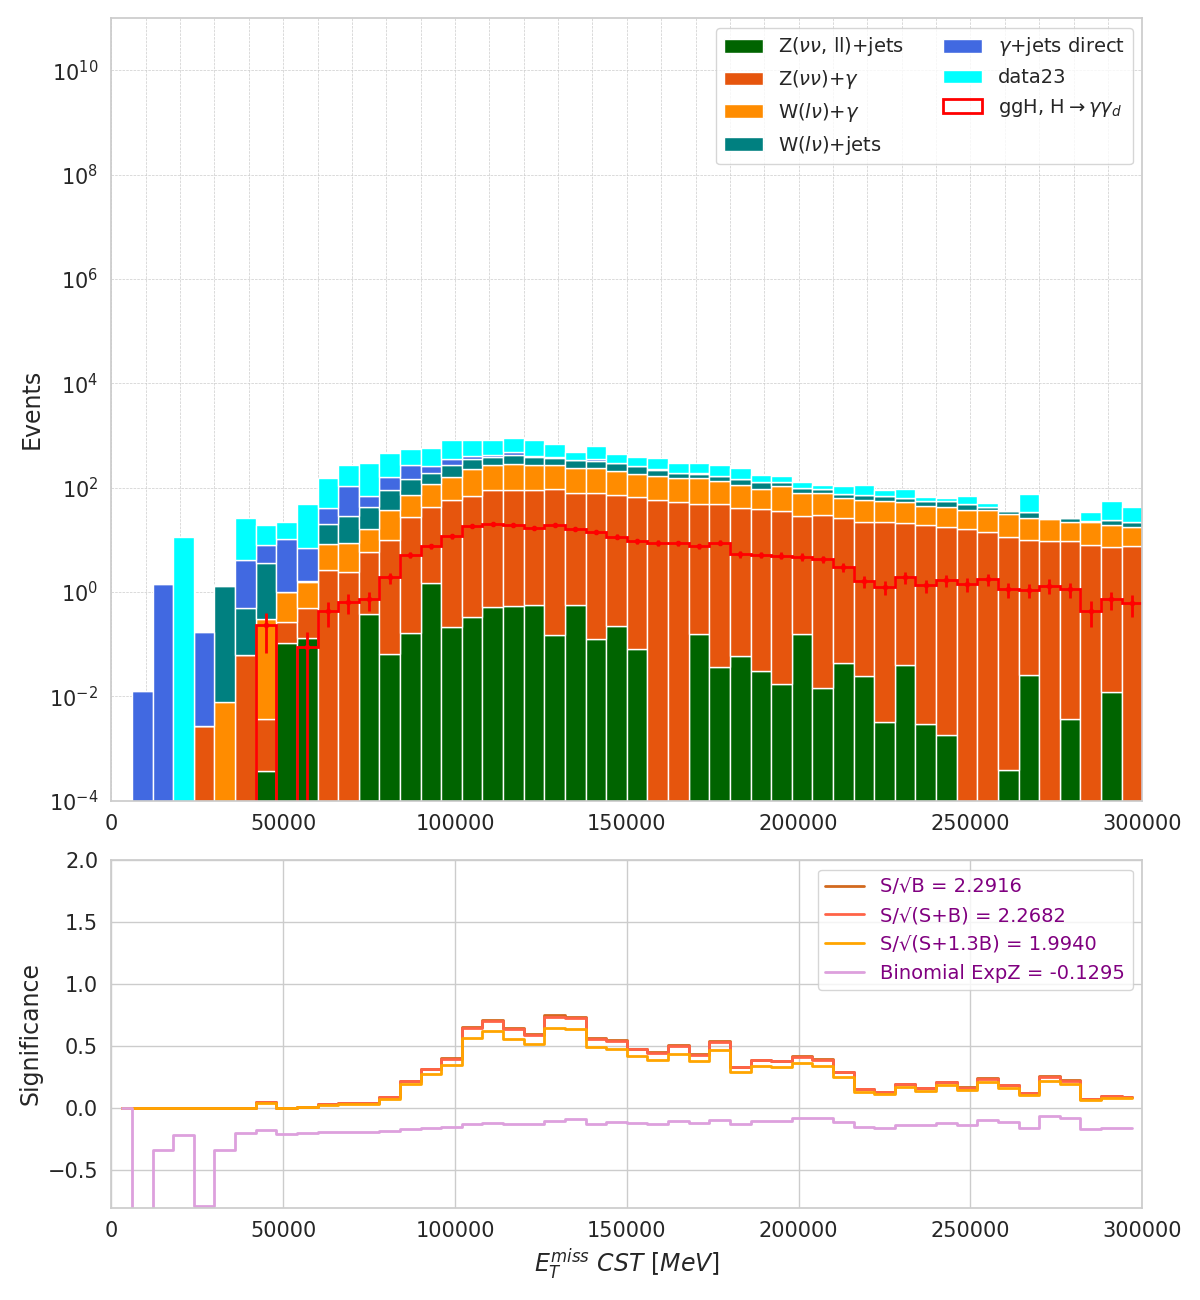 Events
10¹⁰
10⁸
10⁶
10⁴
10²
10⁰
10⁻²
10⁻⁴
Z(νν, ll)+jets
Z(νν)+γ
W(lν)+γ
W(lν)+jets
γ+jets direct
data23
ggH, H→γγ_d
0 50000 100000 150000 200000 250000 300000
Significance
2.0
1.5
1.0
0.5
0.0
−0.5
S/√B = 2.2916
S/√(S+B) = 2.2682
S/√(S+1.3B) = 1.9940
Binomial ExpZ = -0.1295
0 50000 100000 150000 200000 250000 300000
E_T^miss CST [MeV]